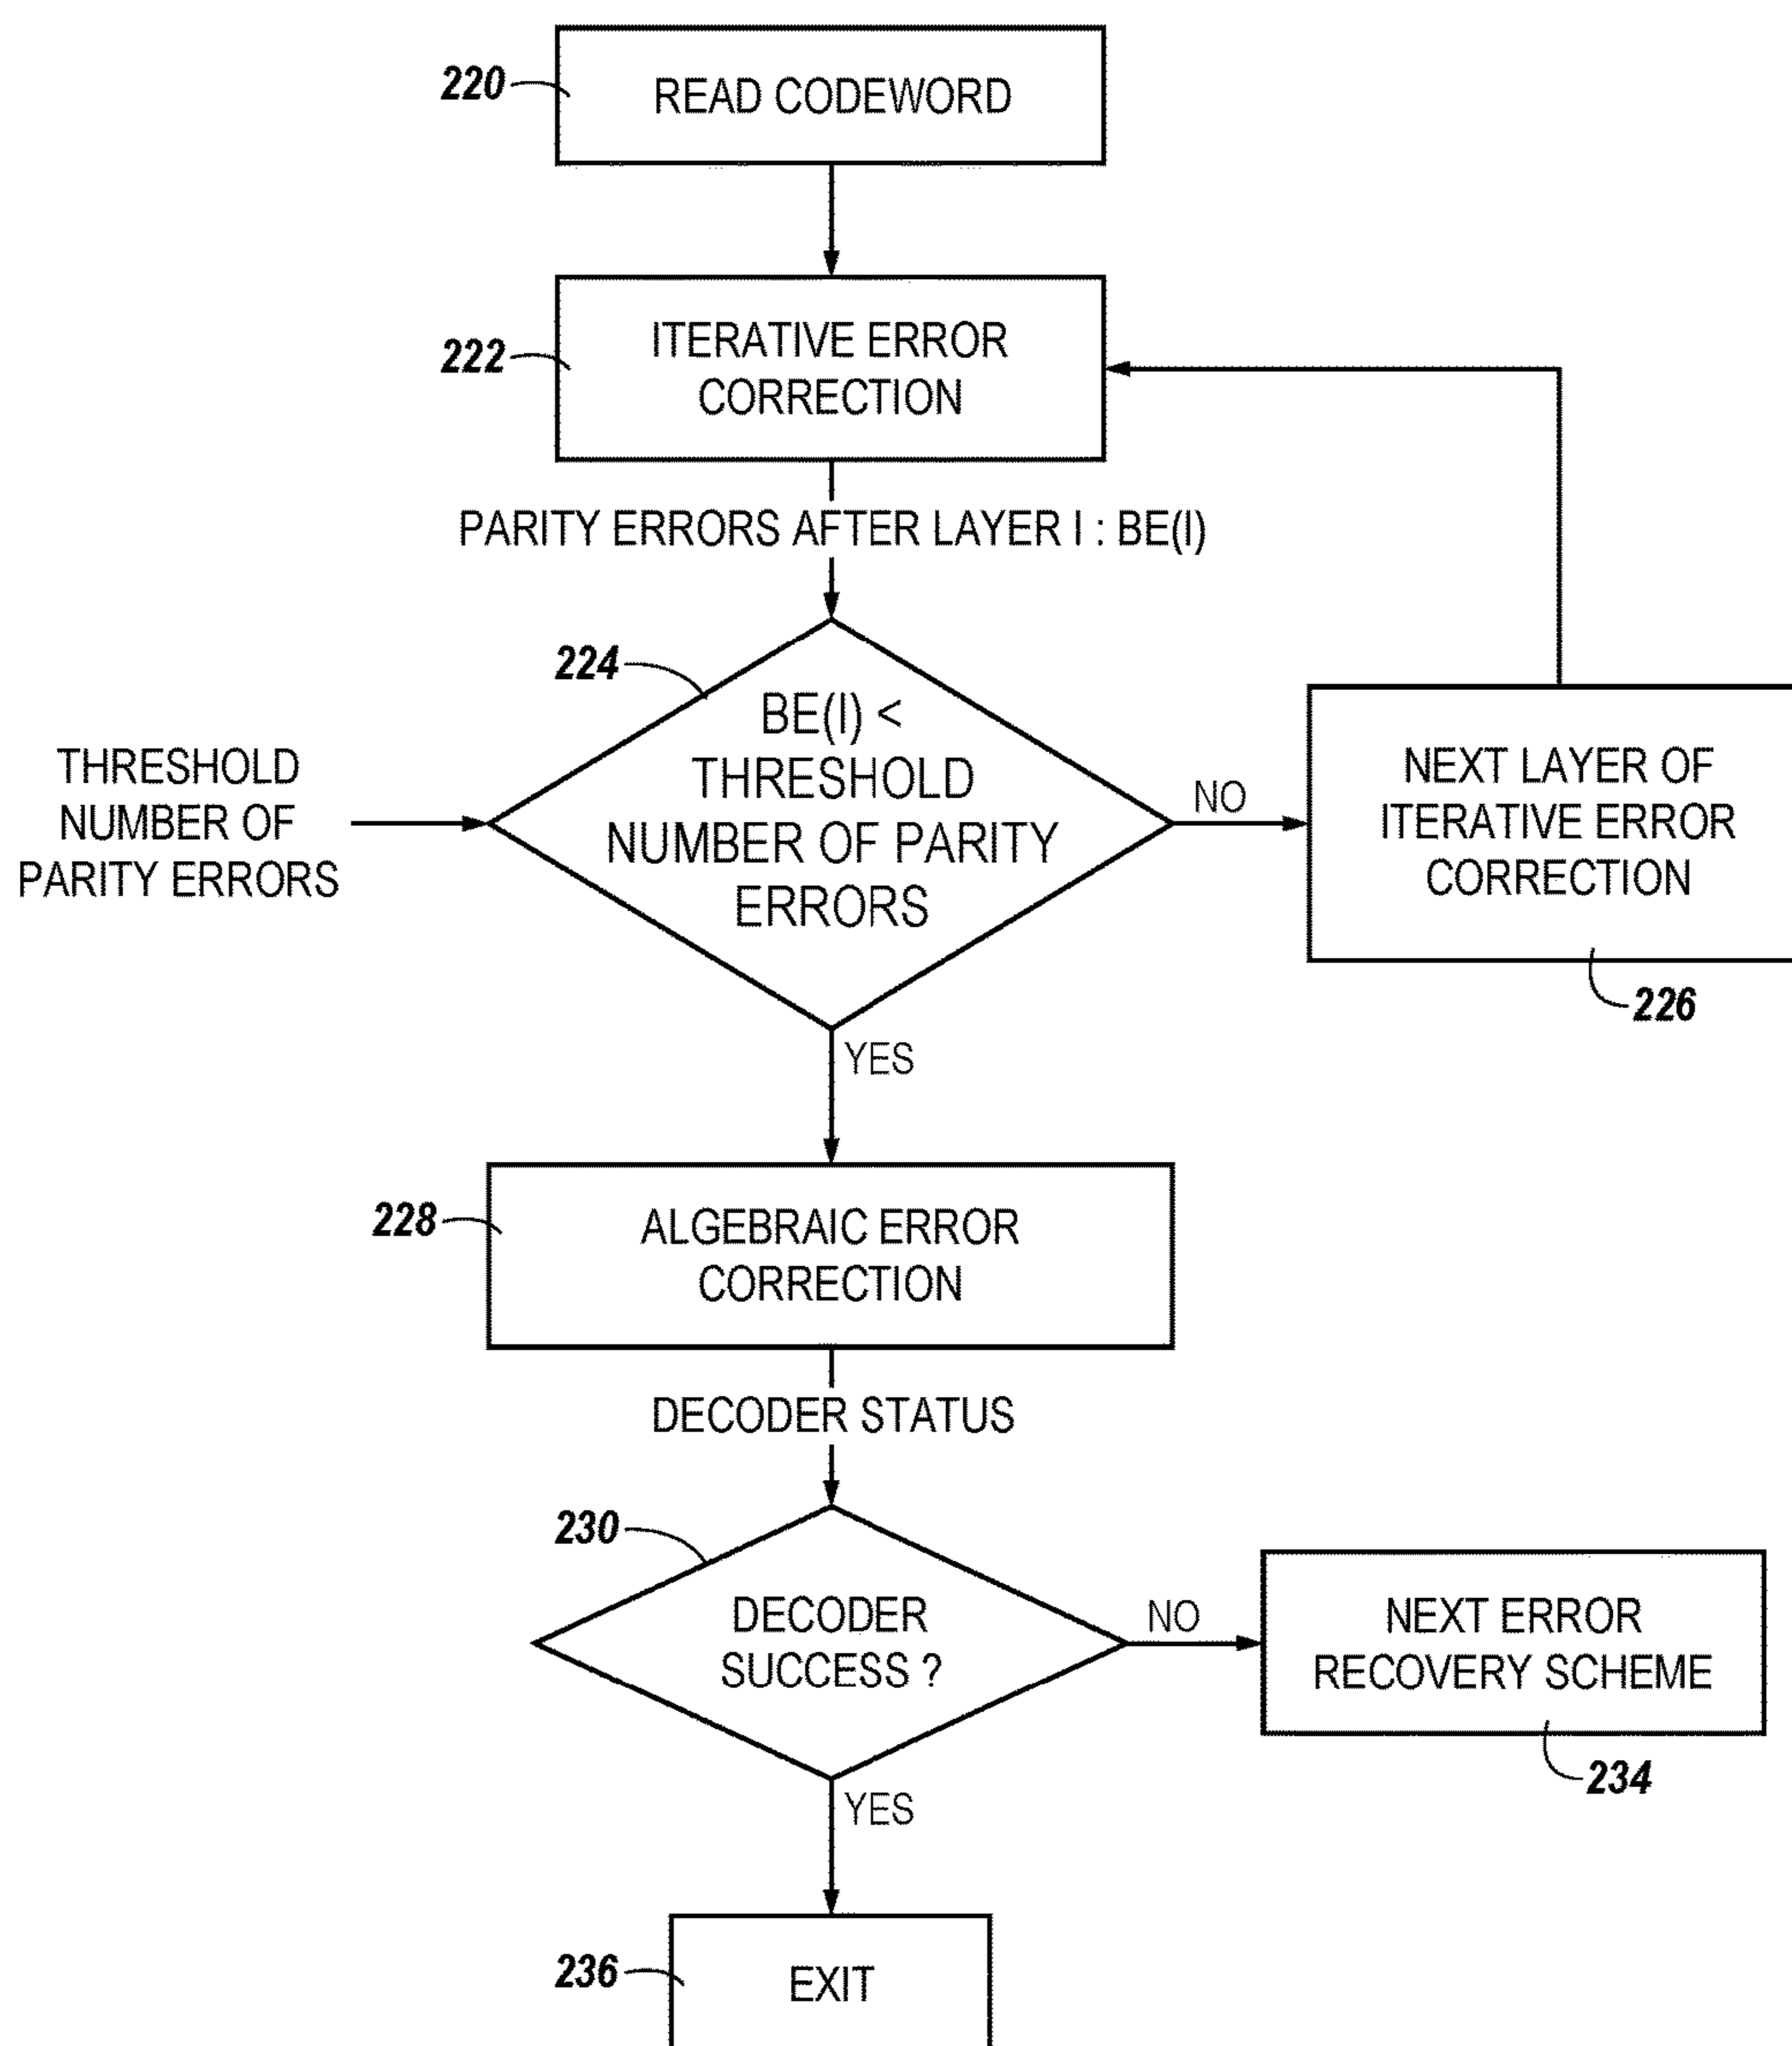 220
READ CODEWORD
222
ITERATIVE ERROR
CORRECTION
PARITY ERRORS AFTER LAYER I : BE(I)
224
BE(I) <
THRESHOLD
NUMBER OF PARITY
ERRORS
THRESHOLD
NUMBER OF
PARITY ERRORS
NO
NEXT LAYER OF
ITERATIVE ERROR
CORRECTION
226
YES
228
ALGEBRAIC ERROR
CORRECTION
DECODER STATUS
230
DECODER
SUCCESS ?
NO
NEXT ERROR
RECOVERY SCHEME
234
YES
236
EXIT